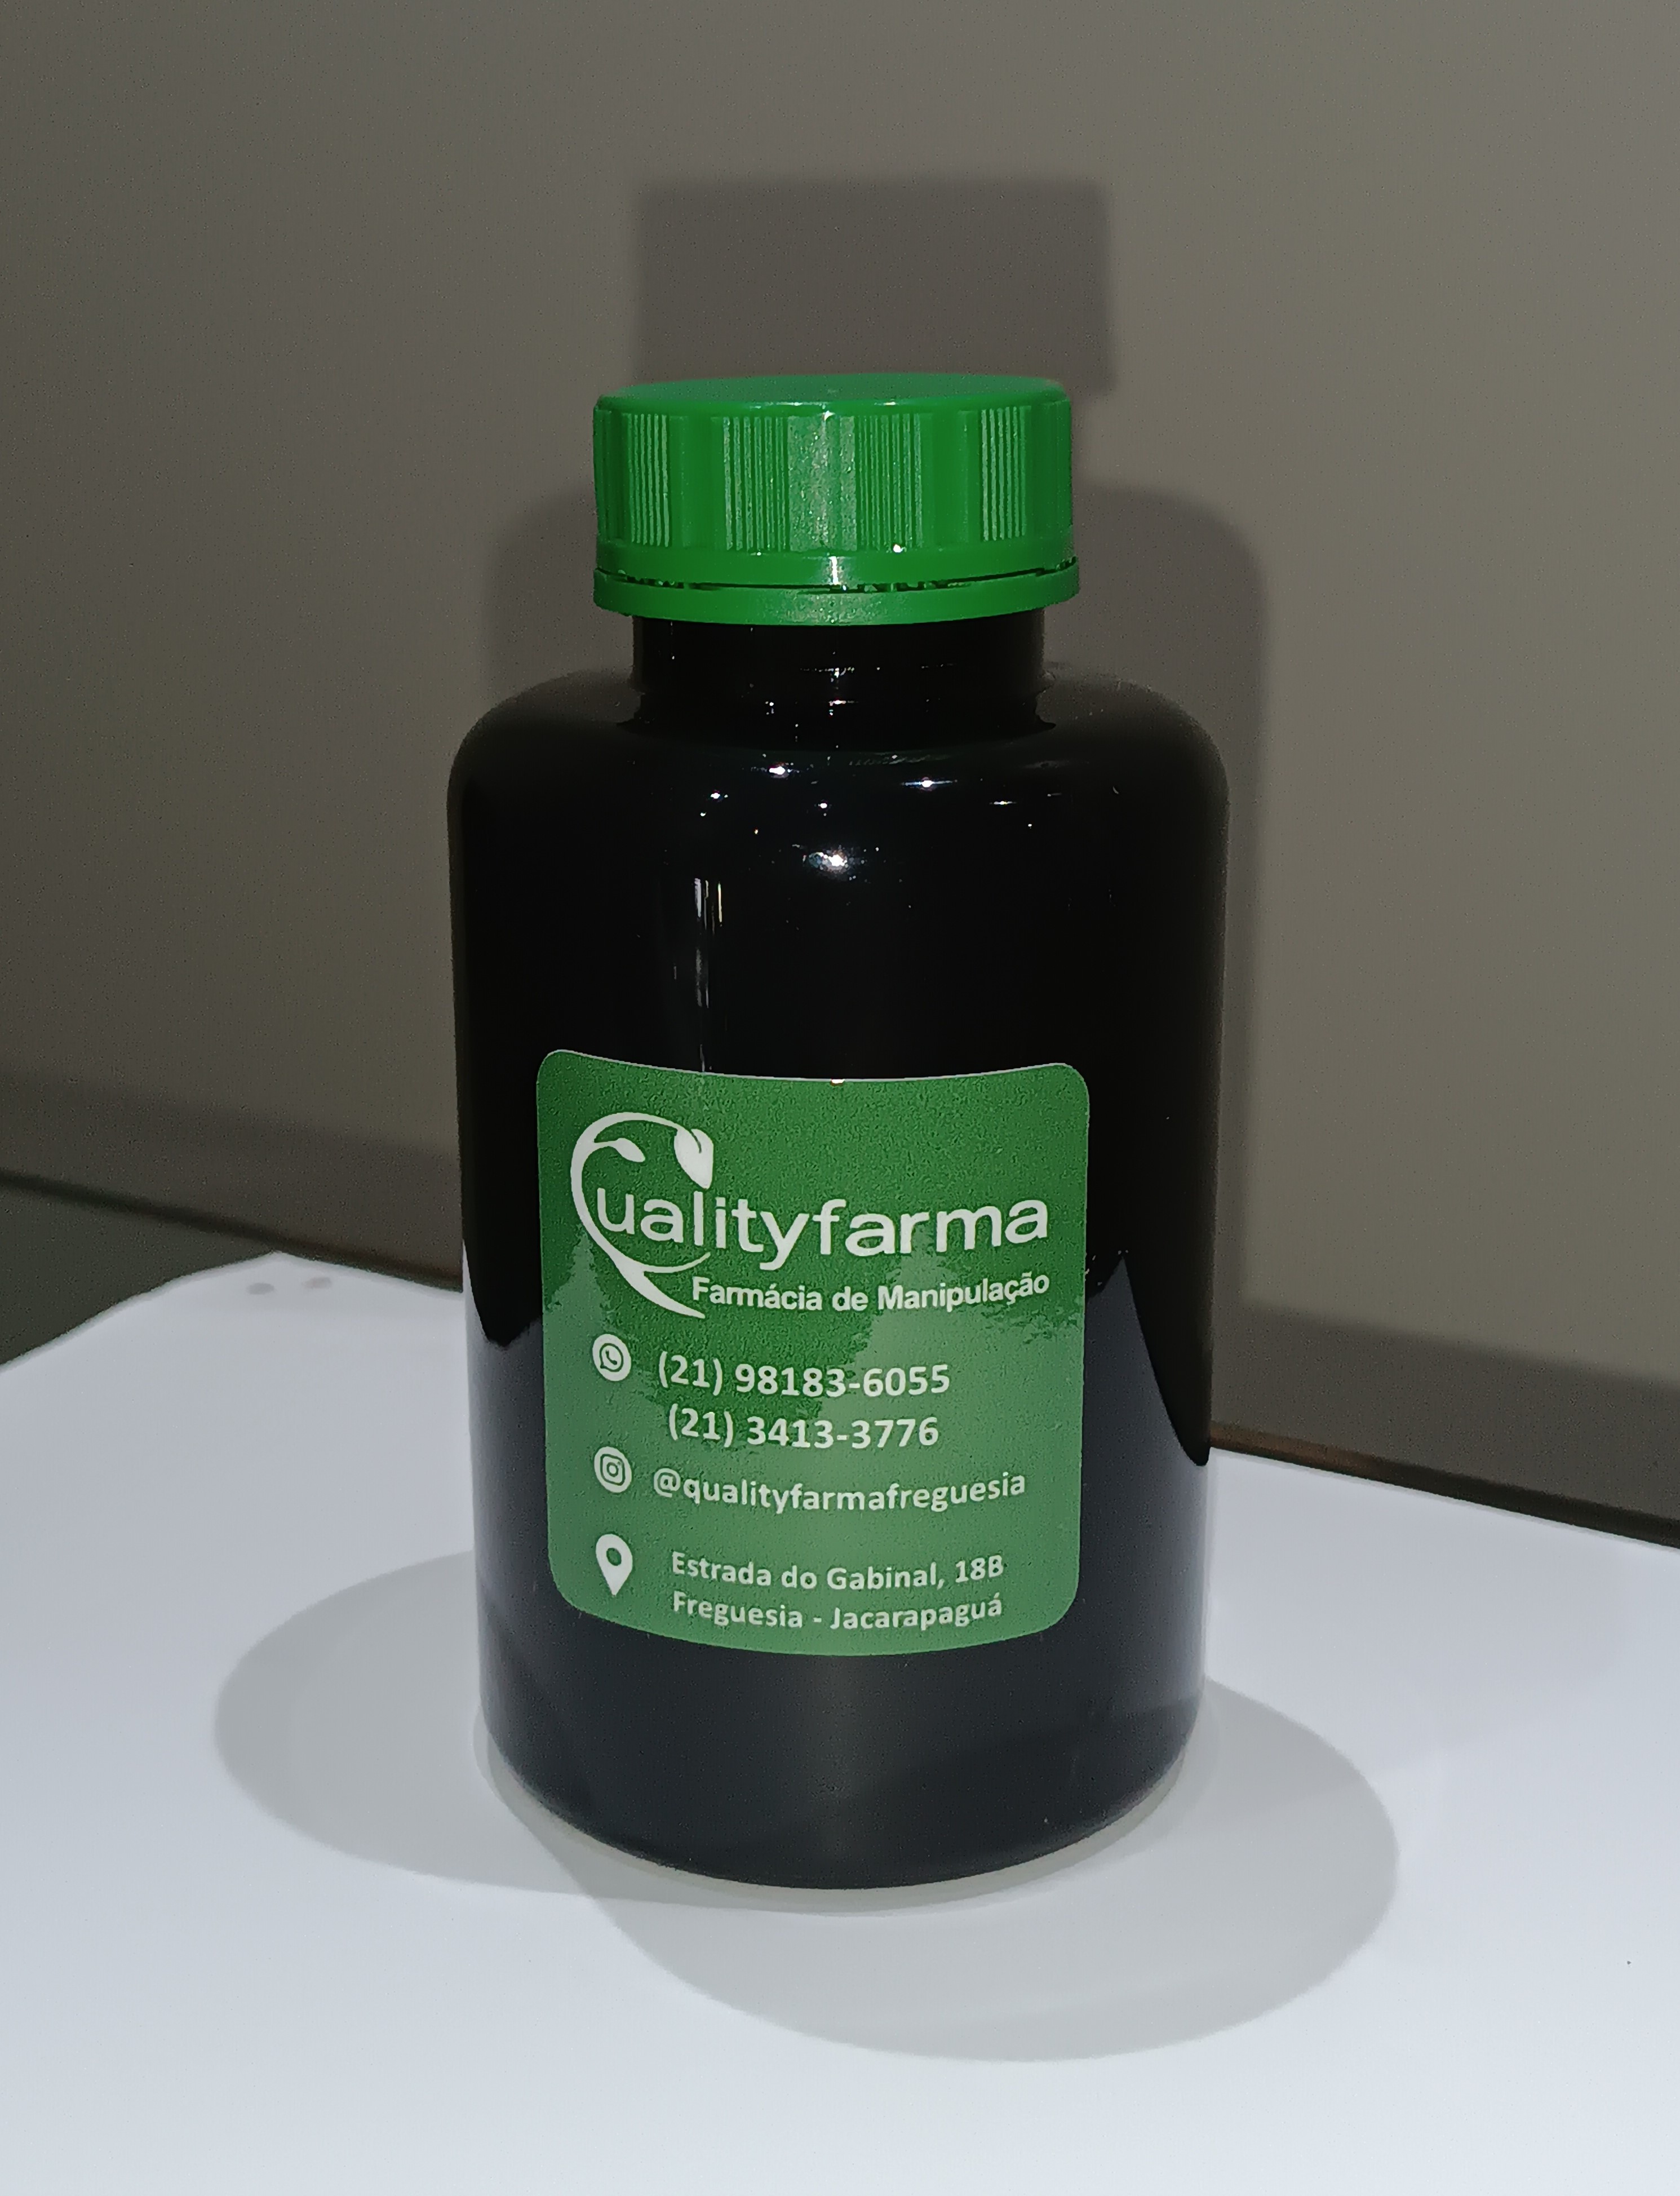 Qualityfarma
Farmácia de Manipulação
(21) 98183-6055
(21) 3413-3776
@qualityfarmafreguesia
Estrada do Gabinal, 18B
Freguesia - Jacarapaguá